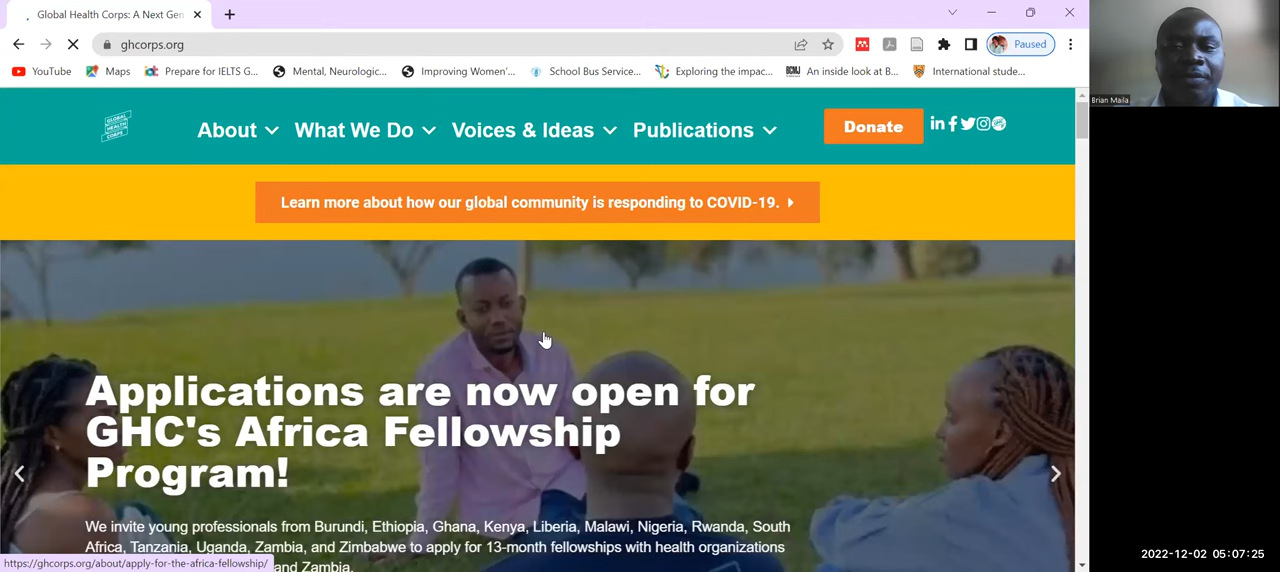 Global Health Corps: A Next Gen
ghcorps.org
Paused
YouTube
Maps
Prepare for IELTS G...
Mental, Neurologic...
Improving Women'...
School Bus Service...
Exploring the impac...
BCMJ
An inside look at B...
International stude...
GLOBAL
HEALTH
CORPS
About
What We Do
Voices & Ideas
Publications
Donate
Learn more about how our global community is responding to COVID-19.
Applications are now open for
GHC's Africa Fellowship
Program!
We invite young professionals from Burundi, Ethiopia, Ghana, Kenya, Liberia, Malawi, Nigeria, Rwanda, South
Africa, Tanzania, Uganda, Zambia, and Zimbabwe to apply for 13-month fellowships with health organizations
and Zambia.
https://ghcorps.org/about/apply-for-the-africa-fellowship/
Brian Maila
2022-12-02 05:07:25